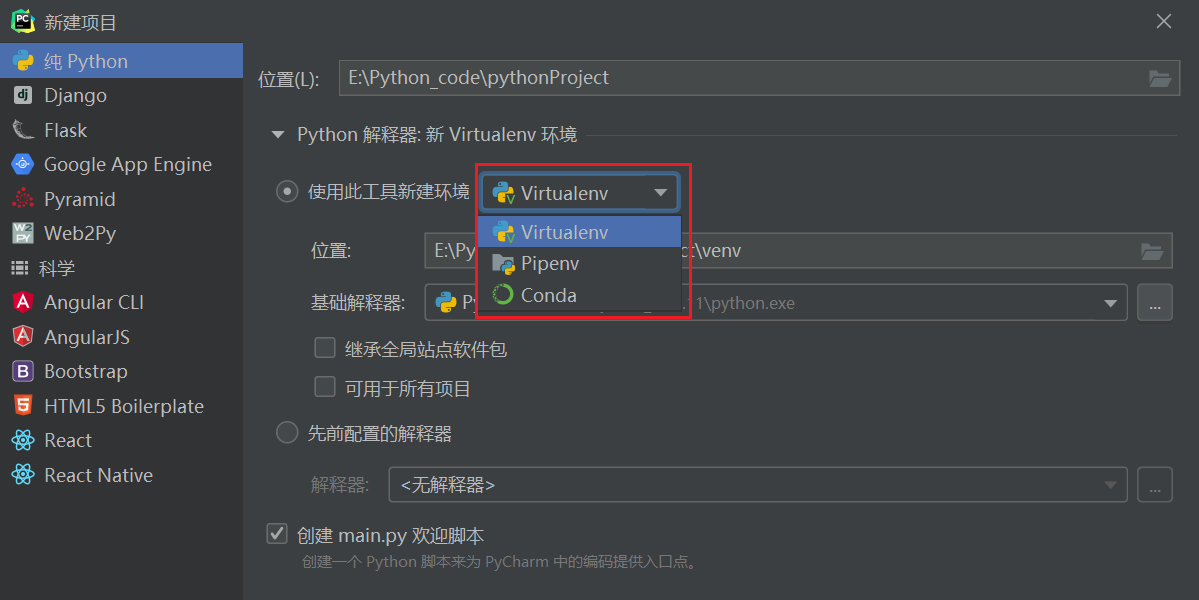 新建项目
纯 Python
Django
Flask
Google App Engine
Pyramid
Web2Py
科学
Angular CLI
AngularJS
Bootstrap
HTML5 Boilerplate
React
React Native
位置(L):
E:\Python_code\pythonProject
Python 解释器: 新 Virtualenv 环境
使用此工具新建环境
Virtualenv
Virtualenv
Pipenv
Conda
位置:
E:\Py ct\venv
基础解释器:
Py 1\python.exe
...
继承全局站点软件包
可用于所有项目
先前配置的解释器
解释器:
<无解释器>
...
创建 main.py 欢迎脚本
创建一个 Python 脚本来为 PyCharm 中的编码提供入口点。